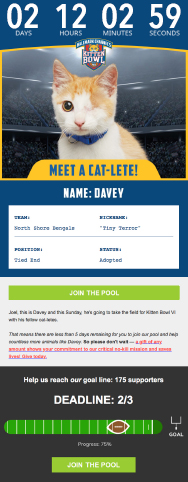 02 12 02 59
DAYS HOURS MINUTES SECONDS
HALLMARK CHANNEL'S
KITTEN
BOWL
MEET A CAT-LETE!
NAME: DAVEY
TEAM: NICKNAME:
North Shore Bengals "Tiny Terror"
POSITION: STATUS:
Tied End Adopted
JOIN THE POOL
Joel, this is Davey and this Sunday, he's going to take the field for Kitten Bowl VI
with his fellow cat-letes.
That means there are less than 5 days remaining for you to join our pool and help
countless more animals like Davey. So please don't wait — a gift of any
amount shows your commitment to our critical no-kill mission and saves
lives! Give today.
Help us reach our goal line: 175 supporters
DEADLINE: 2/3
GOAL
Progress: 75%
JOIN THE POOL